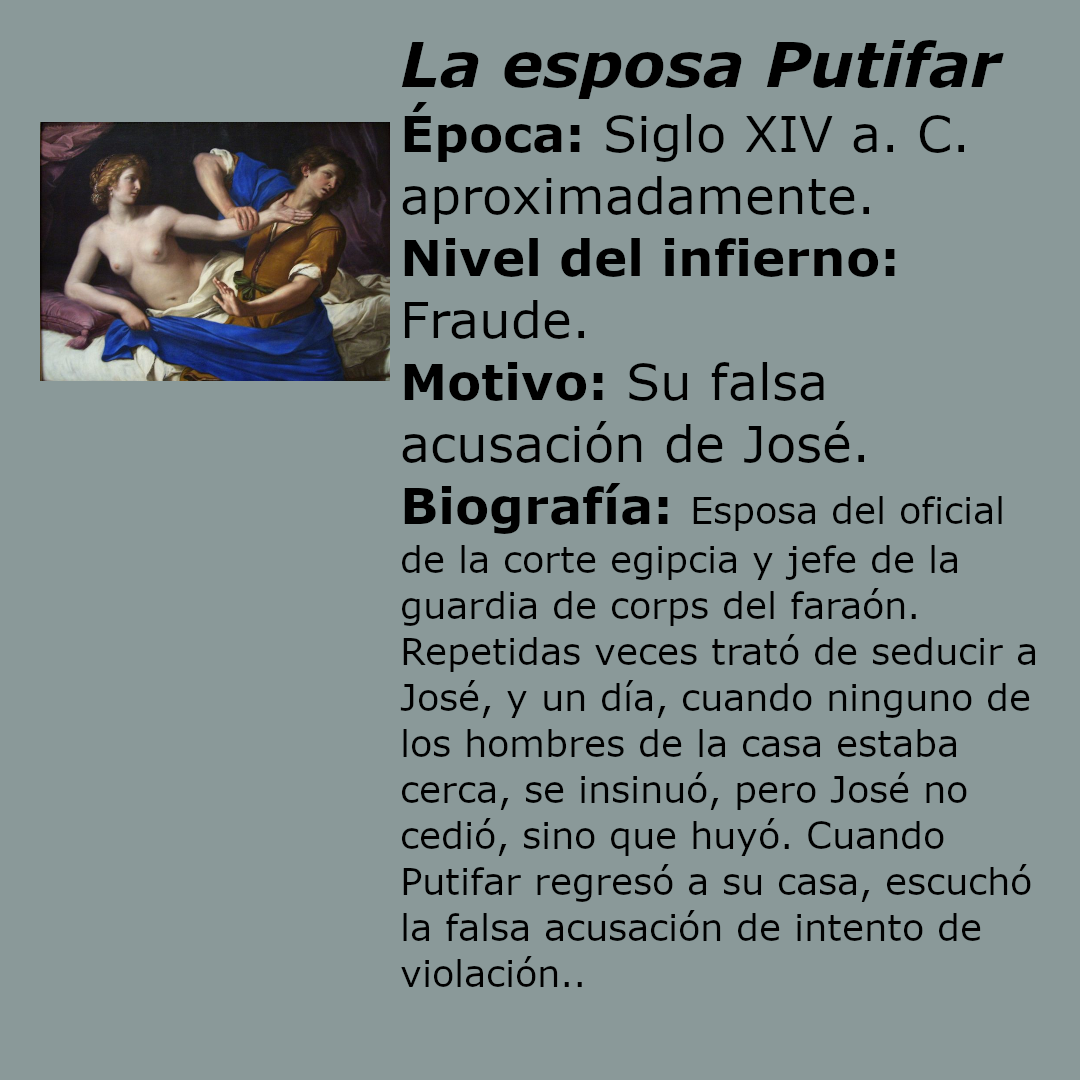 La esposa Putifar
Época: Siglo XIV a. C.
aproximadamente.
Nivel del infierno:
Fraude.
Motivo: Su falsa
acusación de José.
Biografía: Esposa del oficial
de la corte egipcia y jefe de la
guardia de corps del faraón.
Repetidas veces trató de seducir a
José, y un día, cuando ninguno de
los hombres de la casa estaba
cerca, se insinuó, pero José no
cedió, sino que huyó. Cuando
Putifar regresó a su casa, escuchó
la falsa acusación de intento de
violación..